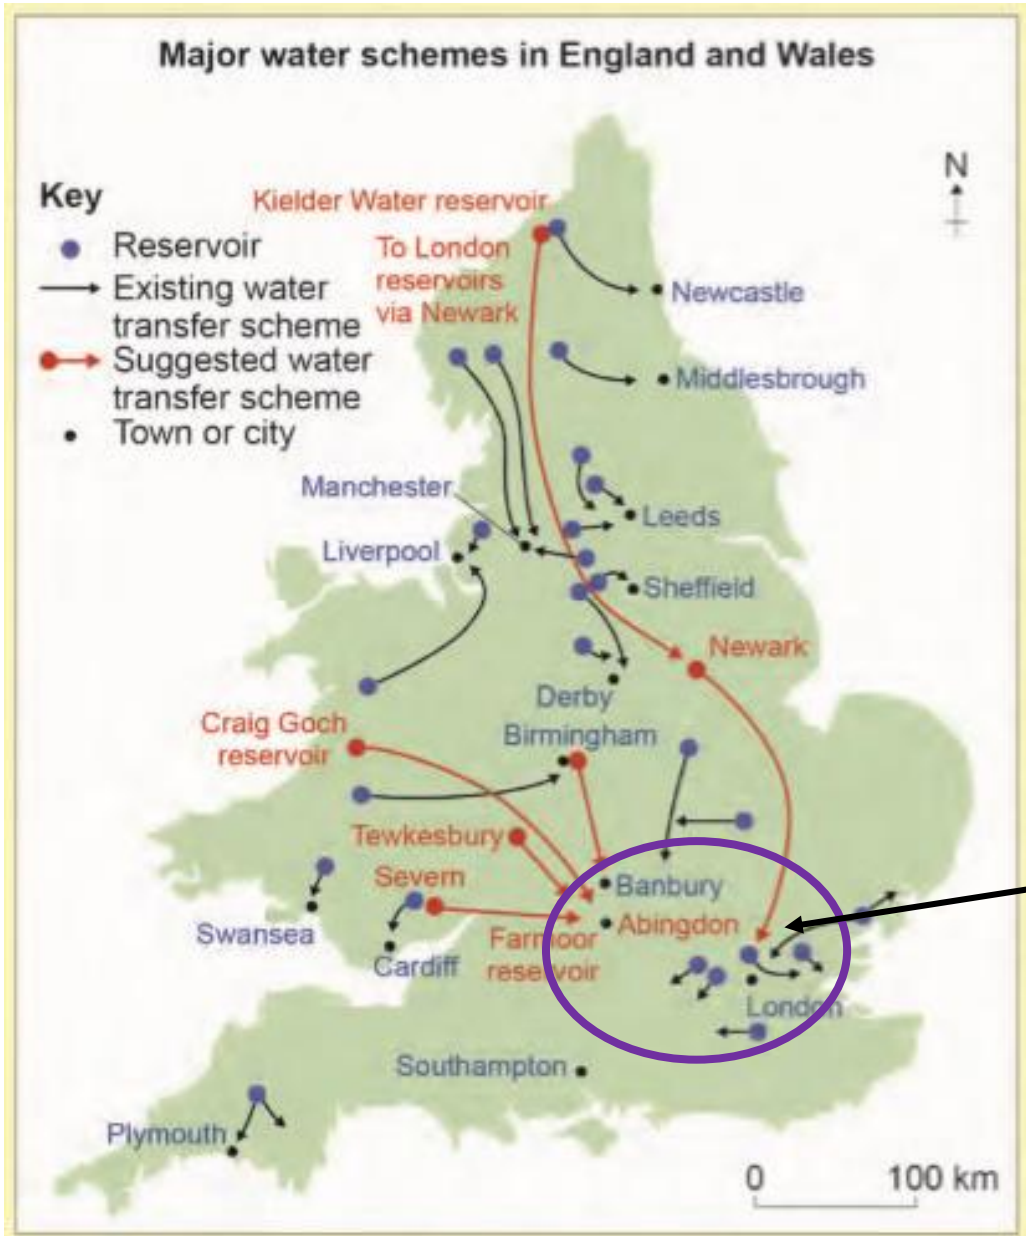 Major water schemes in England and Wales
N
Key
Reservoir
Existing water
transfer scheme
Suggested water
transfer scheme
Town or city
Kielder Water reservoir
To London
reservoirs
via Newark
Newcastle
Middlesbrough
Manchester
Leeds
Liverpool
Sheffield
Newark
Derby
Craig Goch
reservoir
Birmingham
Tewkesbury
Severn
Banbury
Abingdon
Swansea
Farmoor
reservoir
Cardiff
London
Southampton
Plymouth
0 100 km